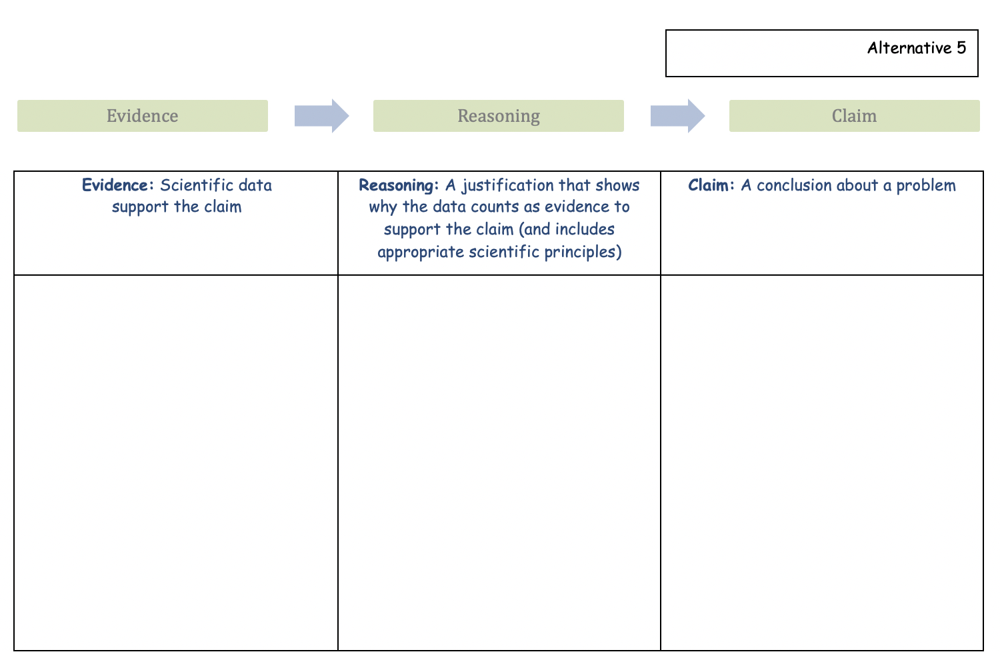 Alternative 5
Evidence
Reasoning
Claim
Evidence: Scientific data
support the claim
Reasoning: A justification that shows
why the data counts as evidence to
support the claim (and includes
appropriate scientific principles)
Claim: A conclusion about a problem